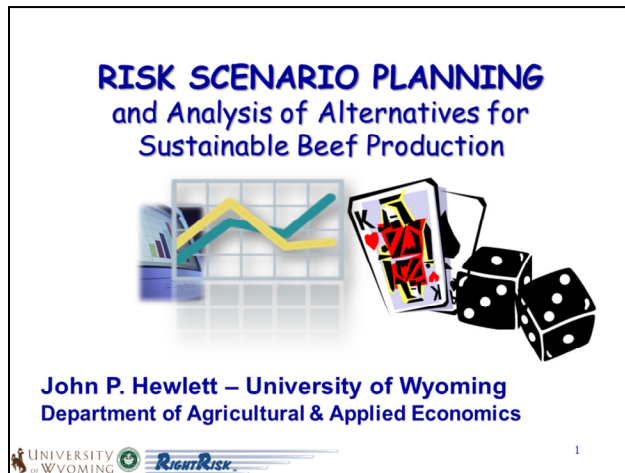 RISK SCENARIO PLANNING
and Analysis of Alternatives for
Sustainable Beef Production
K
K
John P. Hewlett – University of Wyoming
Department of Agricultural & Applied Economics
UNIVERSITY
OF WYOMING
RIGHTRISK
1